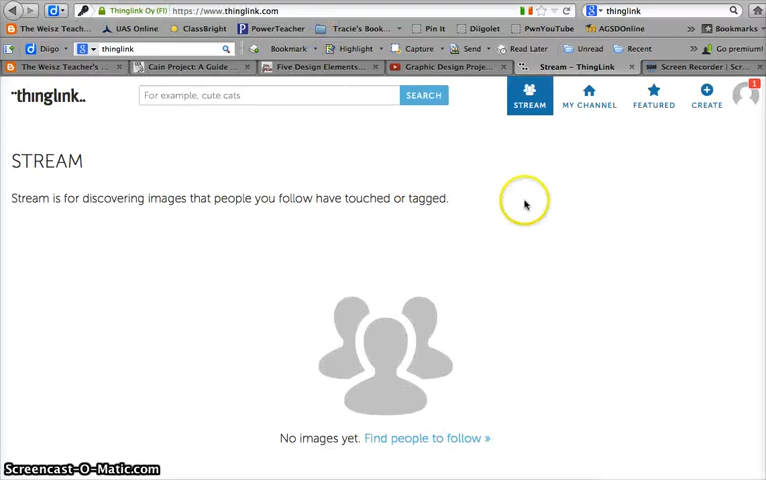 Thinglink Oy (FI) https://www.thinglink.com thinglink
The Weisz Teach... UAS Online ClassBright PowerTeacher Tracie's Book... Pin It Diigolet PwnYouTube AGSDOnline Bookmarks
Diigo thinglink Bookmark Highlight Capture Send Read Later Unread Recent Go premium!
The Weisz Teacher's ... Cain Project: A Guide ... Five Design Elements... Graphic Design Proje... Stream – ThingLink Screen Recorder | Scr...
thinglink.. For example, cute cats SEARCH STREAM MY CHANNEL FEATURED CREATE 1
STREAM
Stream is for discovering images that people you follow have touched or tagged.
No images yet. Find people to follow »
Screencast-O-Matic.com